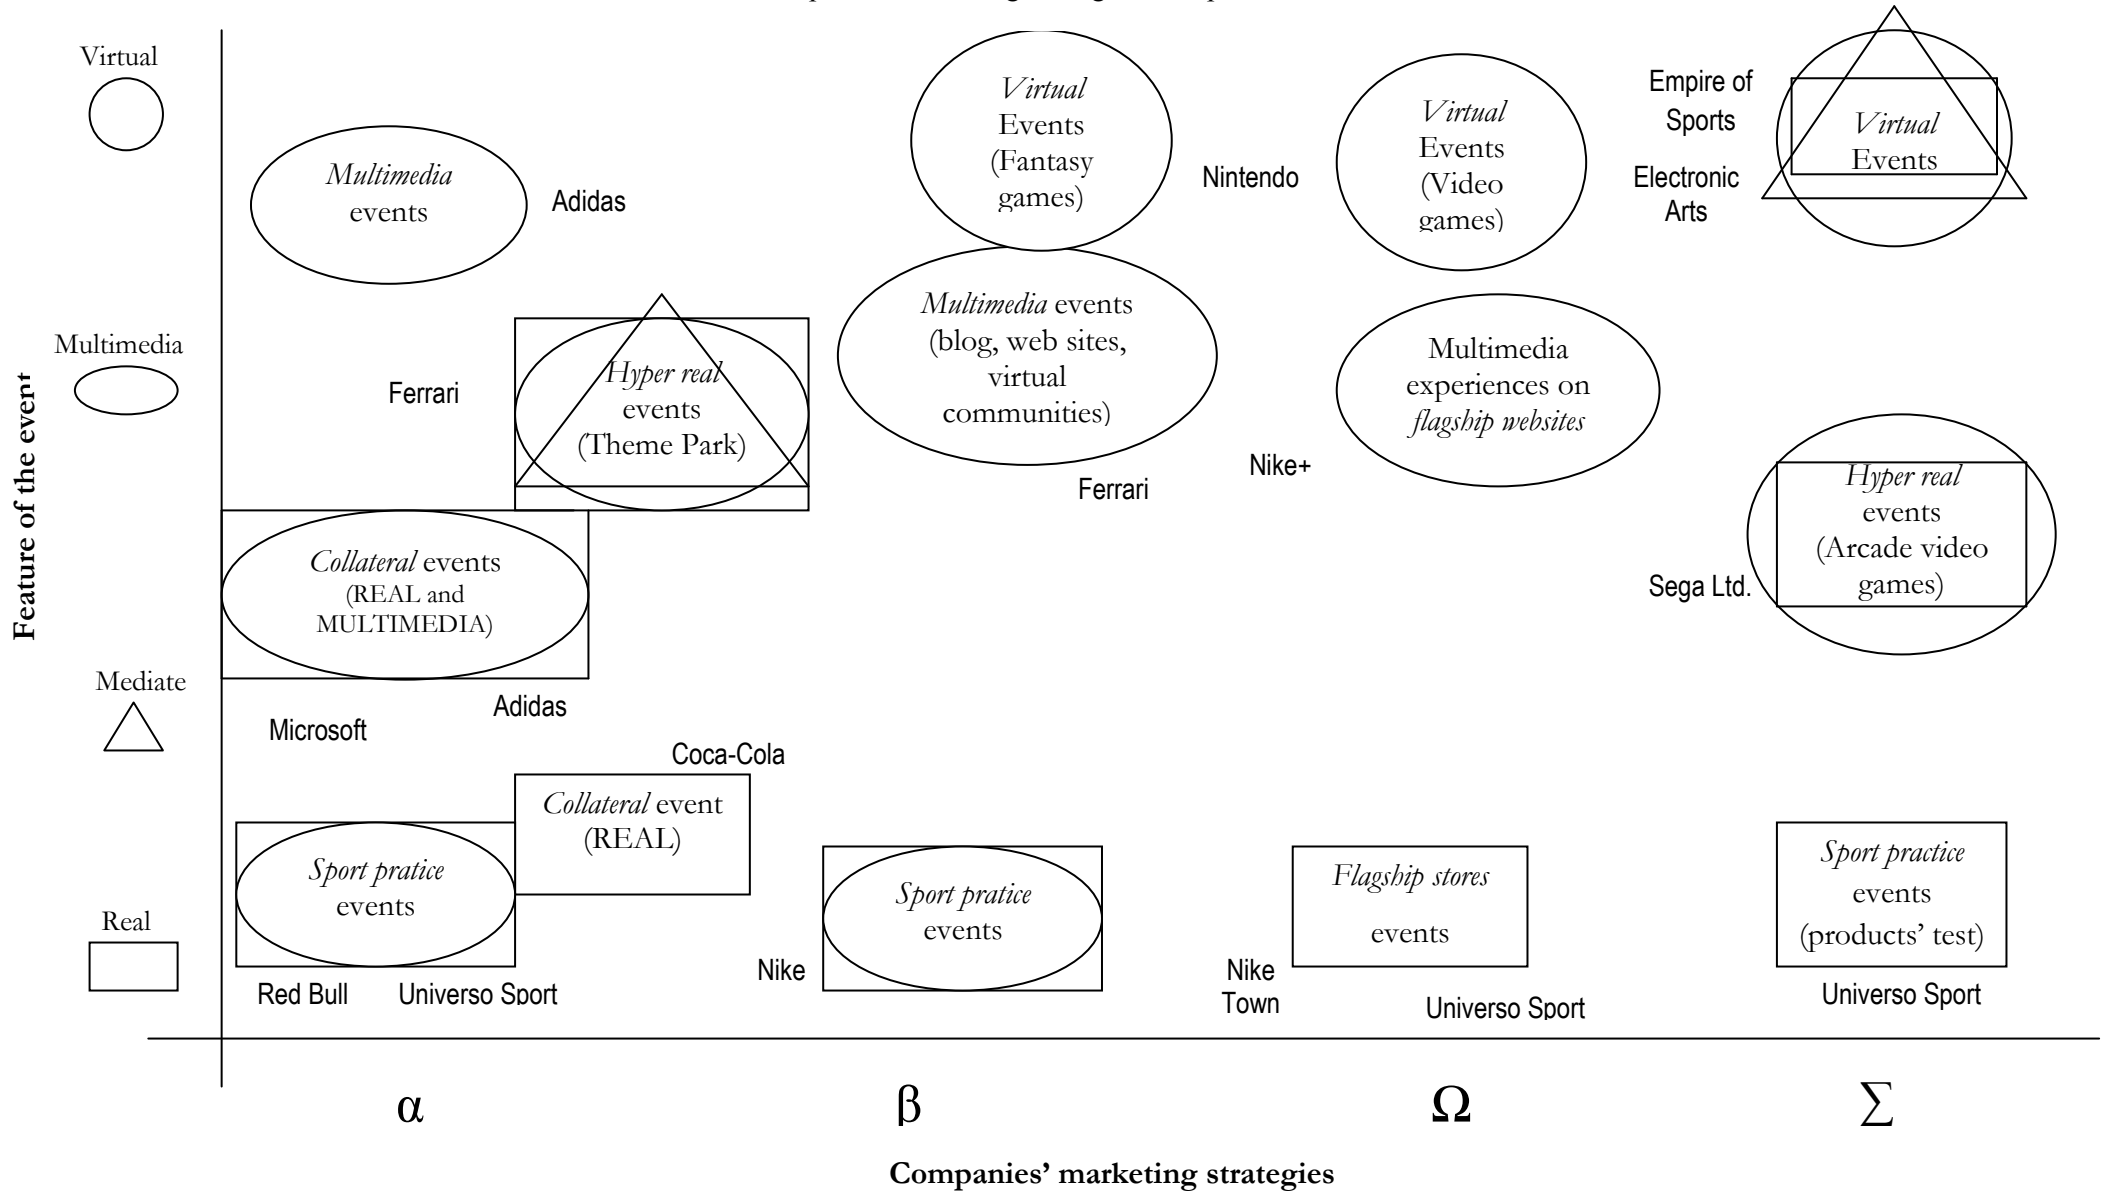 Virtual
Multimedia
Mediate
Real
Feature of the event
Multimedia
events
Adidas
Ferrari
Hyper real
events
(Theme Park)
Collateral events
(REAL and
MULTIMEDIA)
Microsoft
Adidas
Coca-Cola
Collateral event
(REAL)
Sport pratice
events
Red Bull
Universo Sport
Virtual
Events
(Fantasy
games)
Multimedia events
(blog, web sites,
virtual
communities)
Ferrari
Nike
Sport pratice
events
Nintendo
Virtual
Events
(Video
games)
Nike+
Multimedia
experiences on
flagship websites
Nike
Town
Flagship stores
events
Universo Sport
Empire of
Sports
Electronic
Arts
Virtual
Events
Sega Ltd.
Hyper real
events
(Arcade video
games)
Sport practice
events
(products’ test)
Universo Sport
α
β
Ω
∑
Companies’ marketing strategies